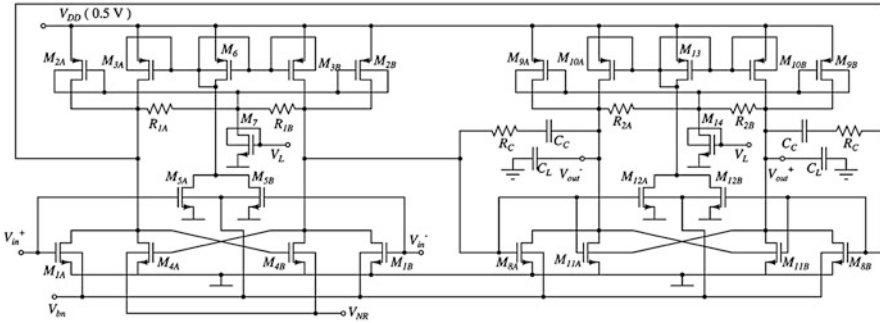 V_DD ( 0.5 V )
M_2A
M_3A
M_6
M_3B
M_2B
M_9A
M_10A
M_13
M_10B
M_9B
R_1A
R_1B
R_2A
R_2B
M_7
M_14
V_L
V_L
R_C
C_C
C_C
R_C
C_L
V_out^-
V_out^+
C_L
M_5A
M_5B
M_12A
M_12B
V_in^+
V_in^-
M_1A
M_4A
M_4B
M_1B
M_8A
M_11A
M_11B
M_8B
V_bn
V_NR